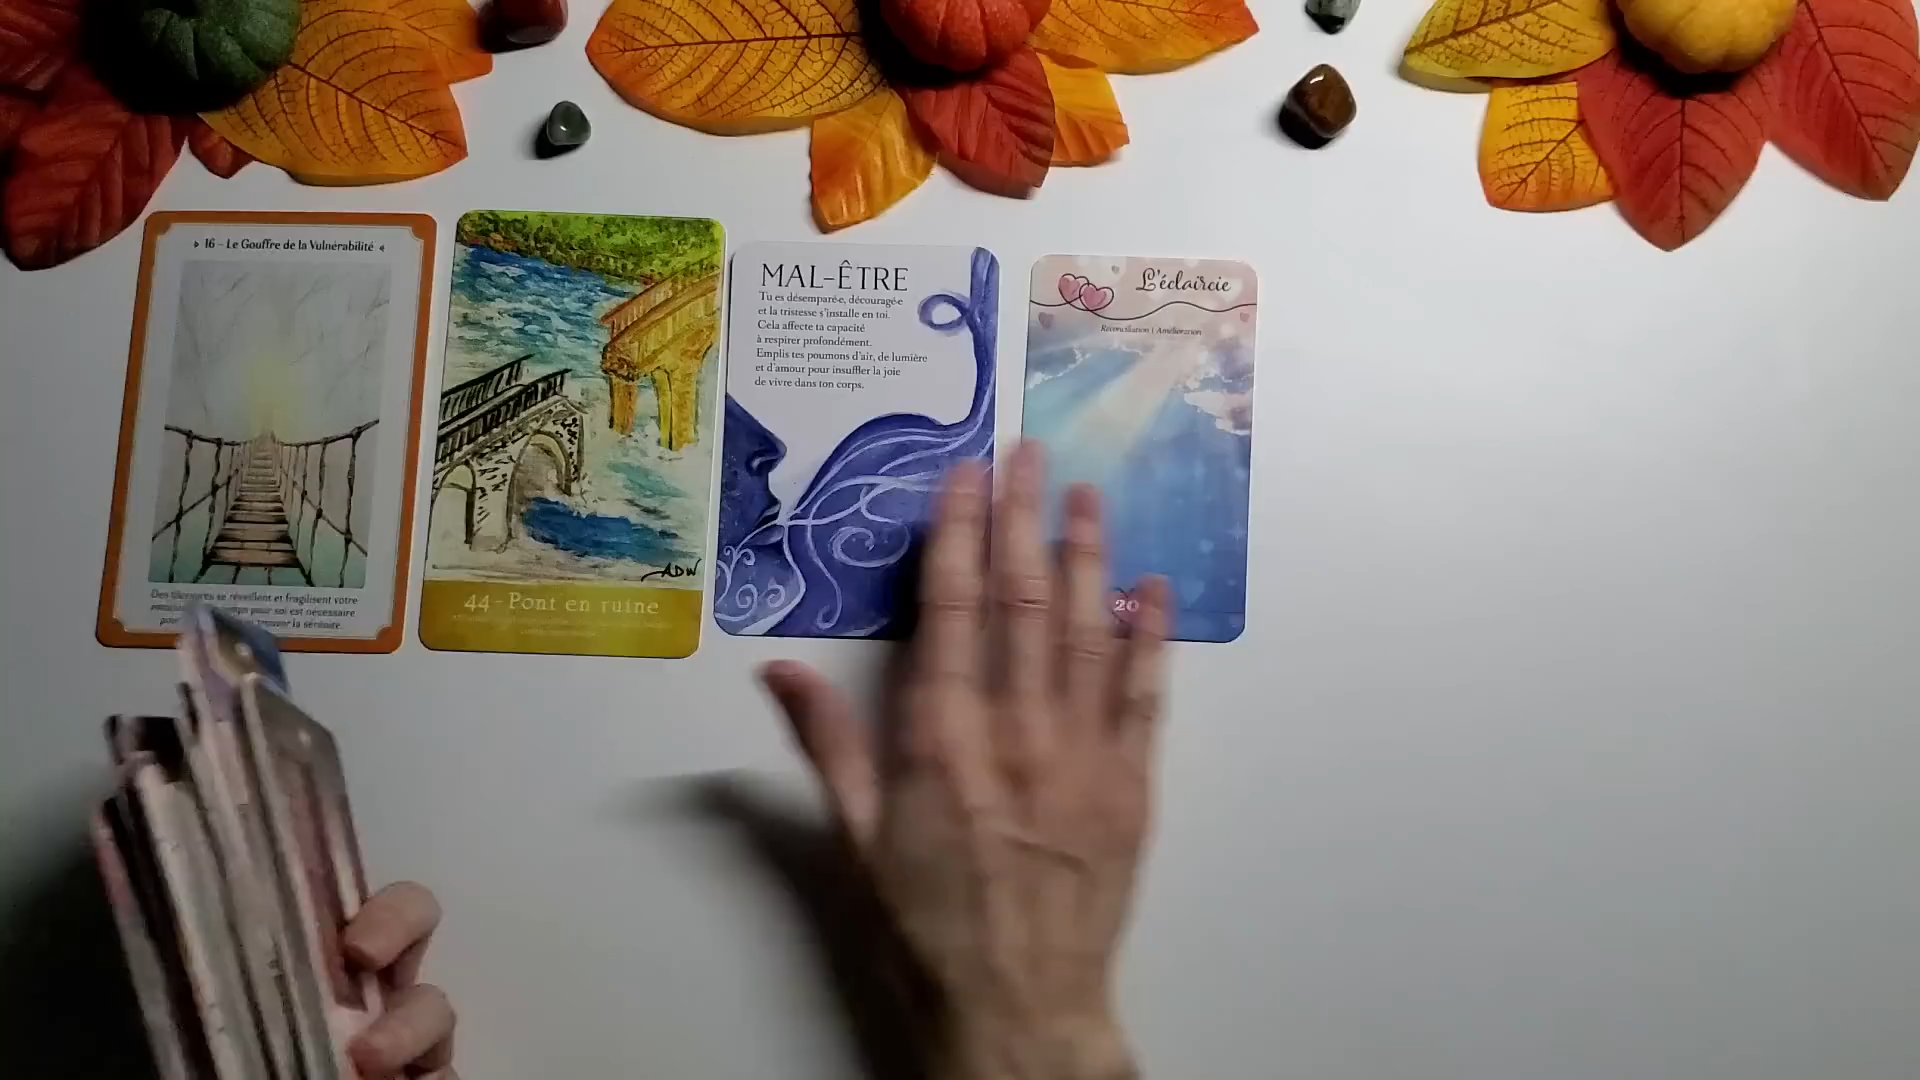 16 - Le Gouffre de la Vulnérabilité
Des blessures se réveillent et fragilisent votre
temps pour soi est nécessaire
trouver la sérénité.
ADW
44 - Pont en ruine
MAL-ÊTRE
Tu es désemparé·e, découragé·e
et la tristesse s'installe en toi.
Cela affecte ta capacité
à respirer profondément.
Emplis tes poumons d'air, de lumière
et d'amour pour insuffler la joie
de vivre dans ton corps.
L'éclaircie
Réconciliation | Amélioration
20